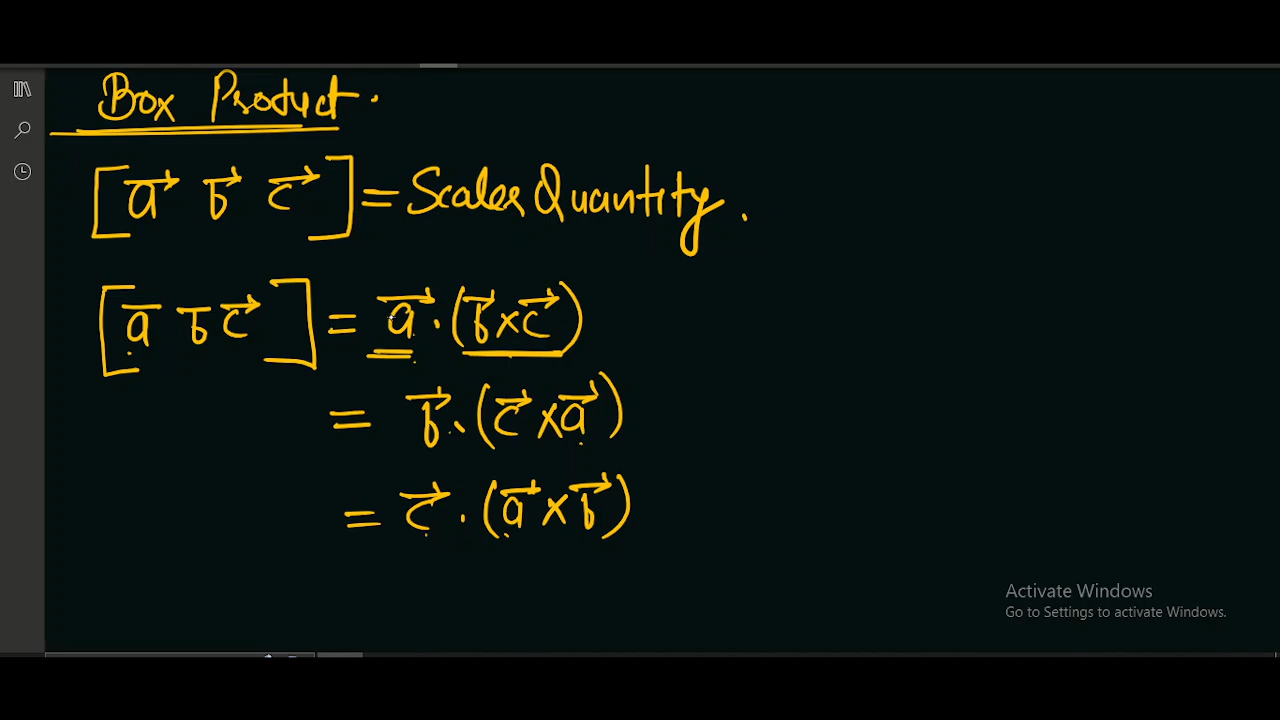 Box Product.
[a⃗ b⃗ c⃗] = Scaler Quantity.
[a̅ b̅ c⃗] = a⃗ · (b⃗ × c⃗)
= b⃗ · (c⃗ × a⃗)
= c⃗ · (a⃗ × b⃗)
Activate Windows
Go to Settings to activate Windows.